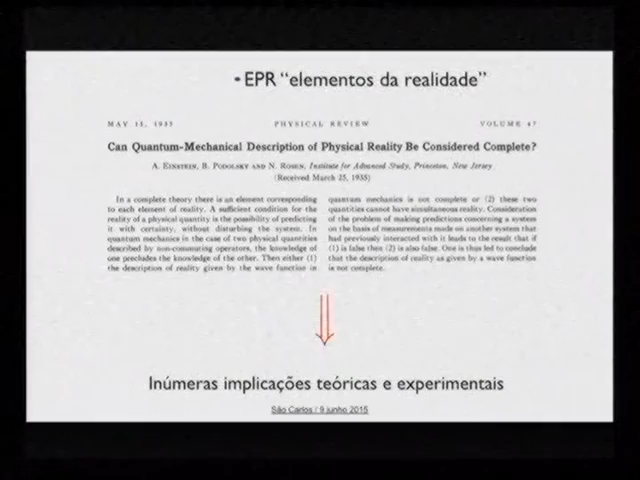 •EPR “elementos da realidade”
MAY 15, 1935
PHYSICAL REVIEW
VOLUME 47
Can Quantum-Mechanical Description of Physical Reality Be Considered Complete?
A. EINSTEIN, B. PODOLSKY AND N. ROSEN, Institute for Advanced Study, Princeton, New Jersey
(Received March 25, 1935)
In a complete theory there is an element corresponding
to each element of reality. A sufficient condition for the
reality of a physical quantity is the possibility of predicting
it with certainty, without disturbing the system. In
quantum mechanics in the case of two physical quantities
described by non-commuting operators, the knowledge of
one precludes the knowledge of the other. Then either (1)
the description of reality given by the wave function in
quantum mechanics is not complete or (2) these two
quantities cannot have simultaneous reality. Consideration
of the problem of making predictions concerning a system
on the basis of measurements made on another system that
had previously interacted with it leads to the result that if
(1) is false then (2) is also false. One is thus led to conclude
that the description of reality as given by a wave function
is not complete.
Inúmeras implicações teóricas e experimentais
São Carlos / 9 junho 2015